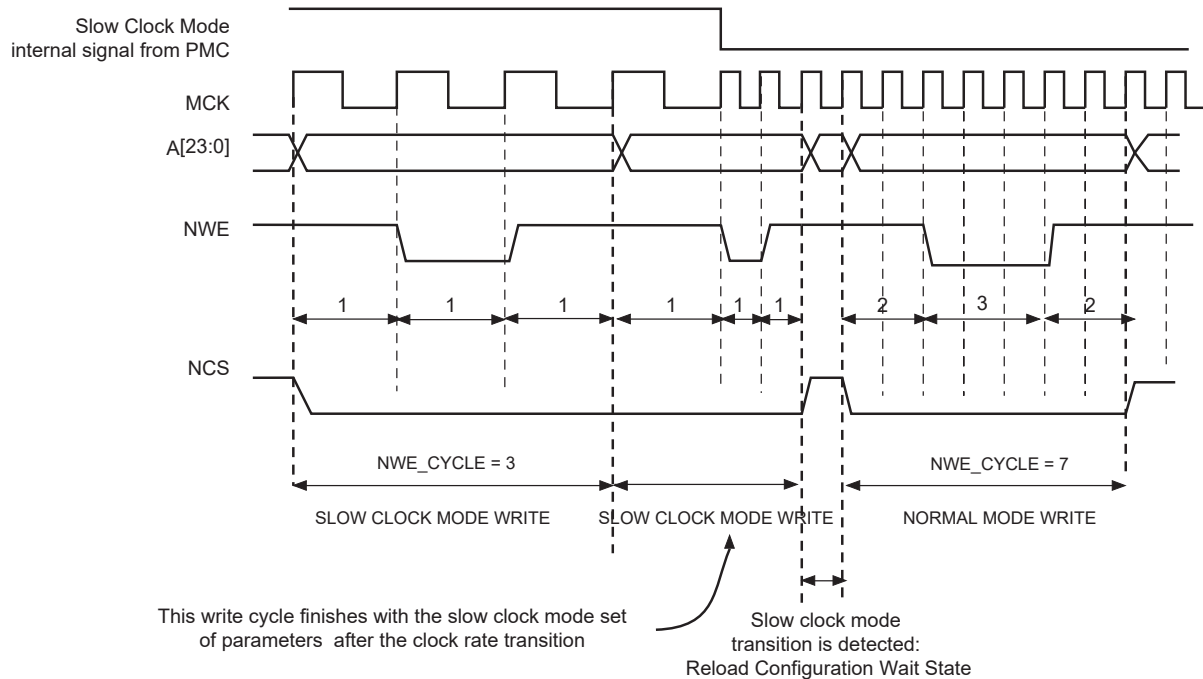 Slow Clock Mode
internal signal from PMC
MCK
A[23:0]
NWE
1 1 1 1 1 1 2 3 2
NCS
NWE_CYCLE = 3 NWE_CYCLE = 7
SLOW CLOCK MODE WRITE SLOW CLOCK MODE WRITE NORMAL MODE WRITE
This write cycle finishes with the slow clock mode set
of parameters after the clock rate transition
Slow clock mode
transition is detected:
Reload Configuration Wait State